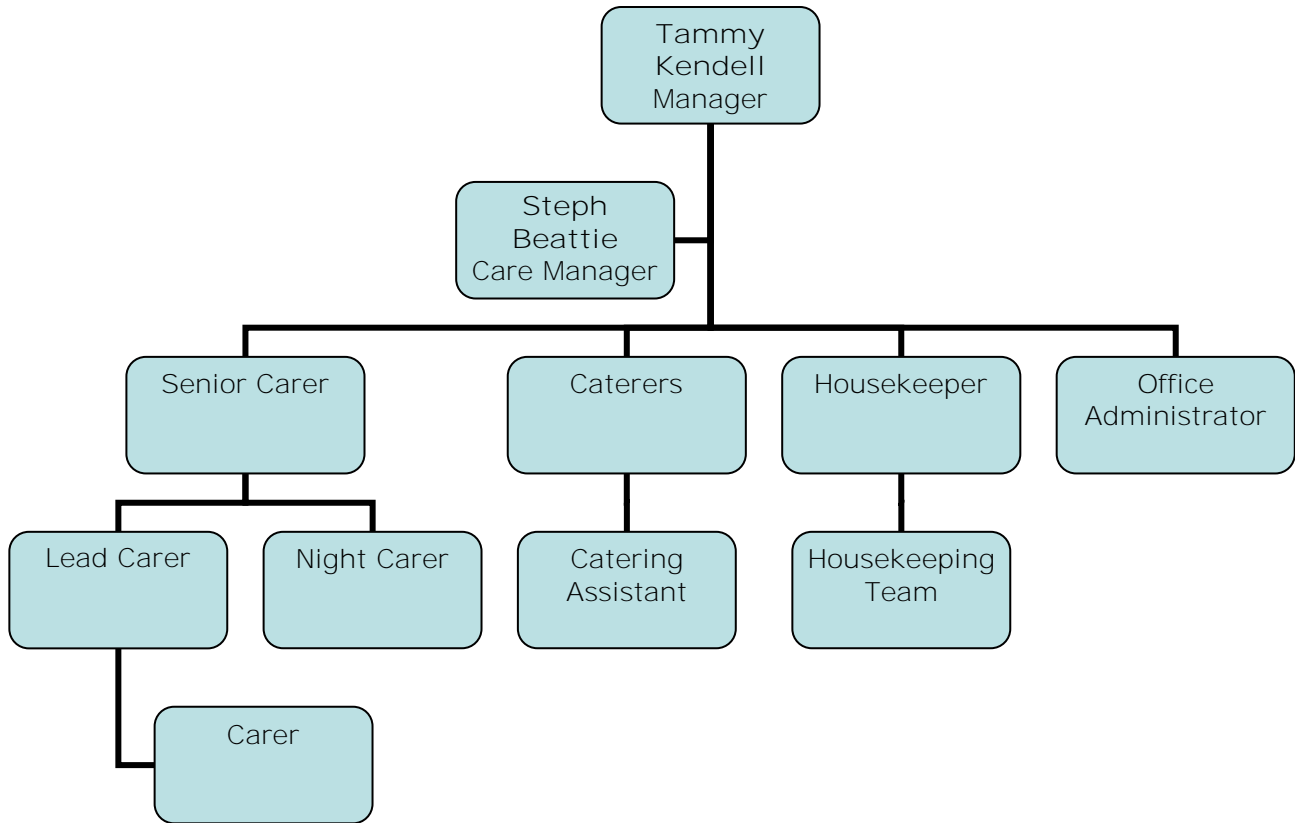 Tammy
Kendell
Manager
Steph
Beattie
Care Manager
Senior Carer
Caterers
Housekeeper
Office
Administrator
Lead Carer
Night Carer
Catering
Assistant
Housekeeping
Team
Carer